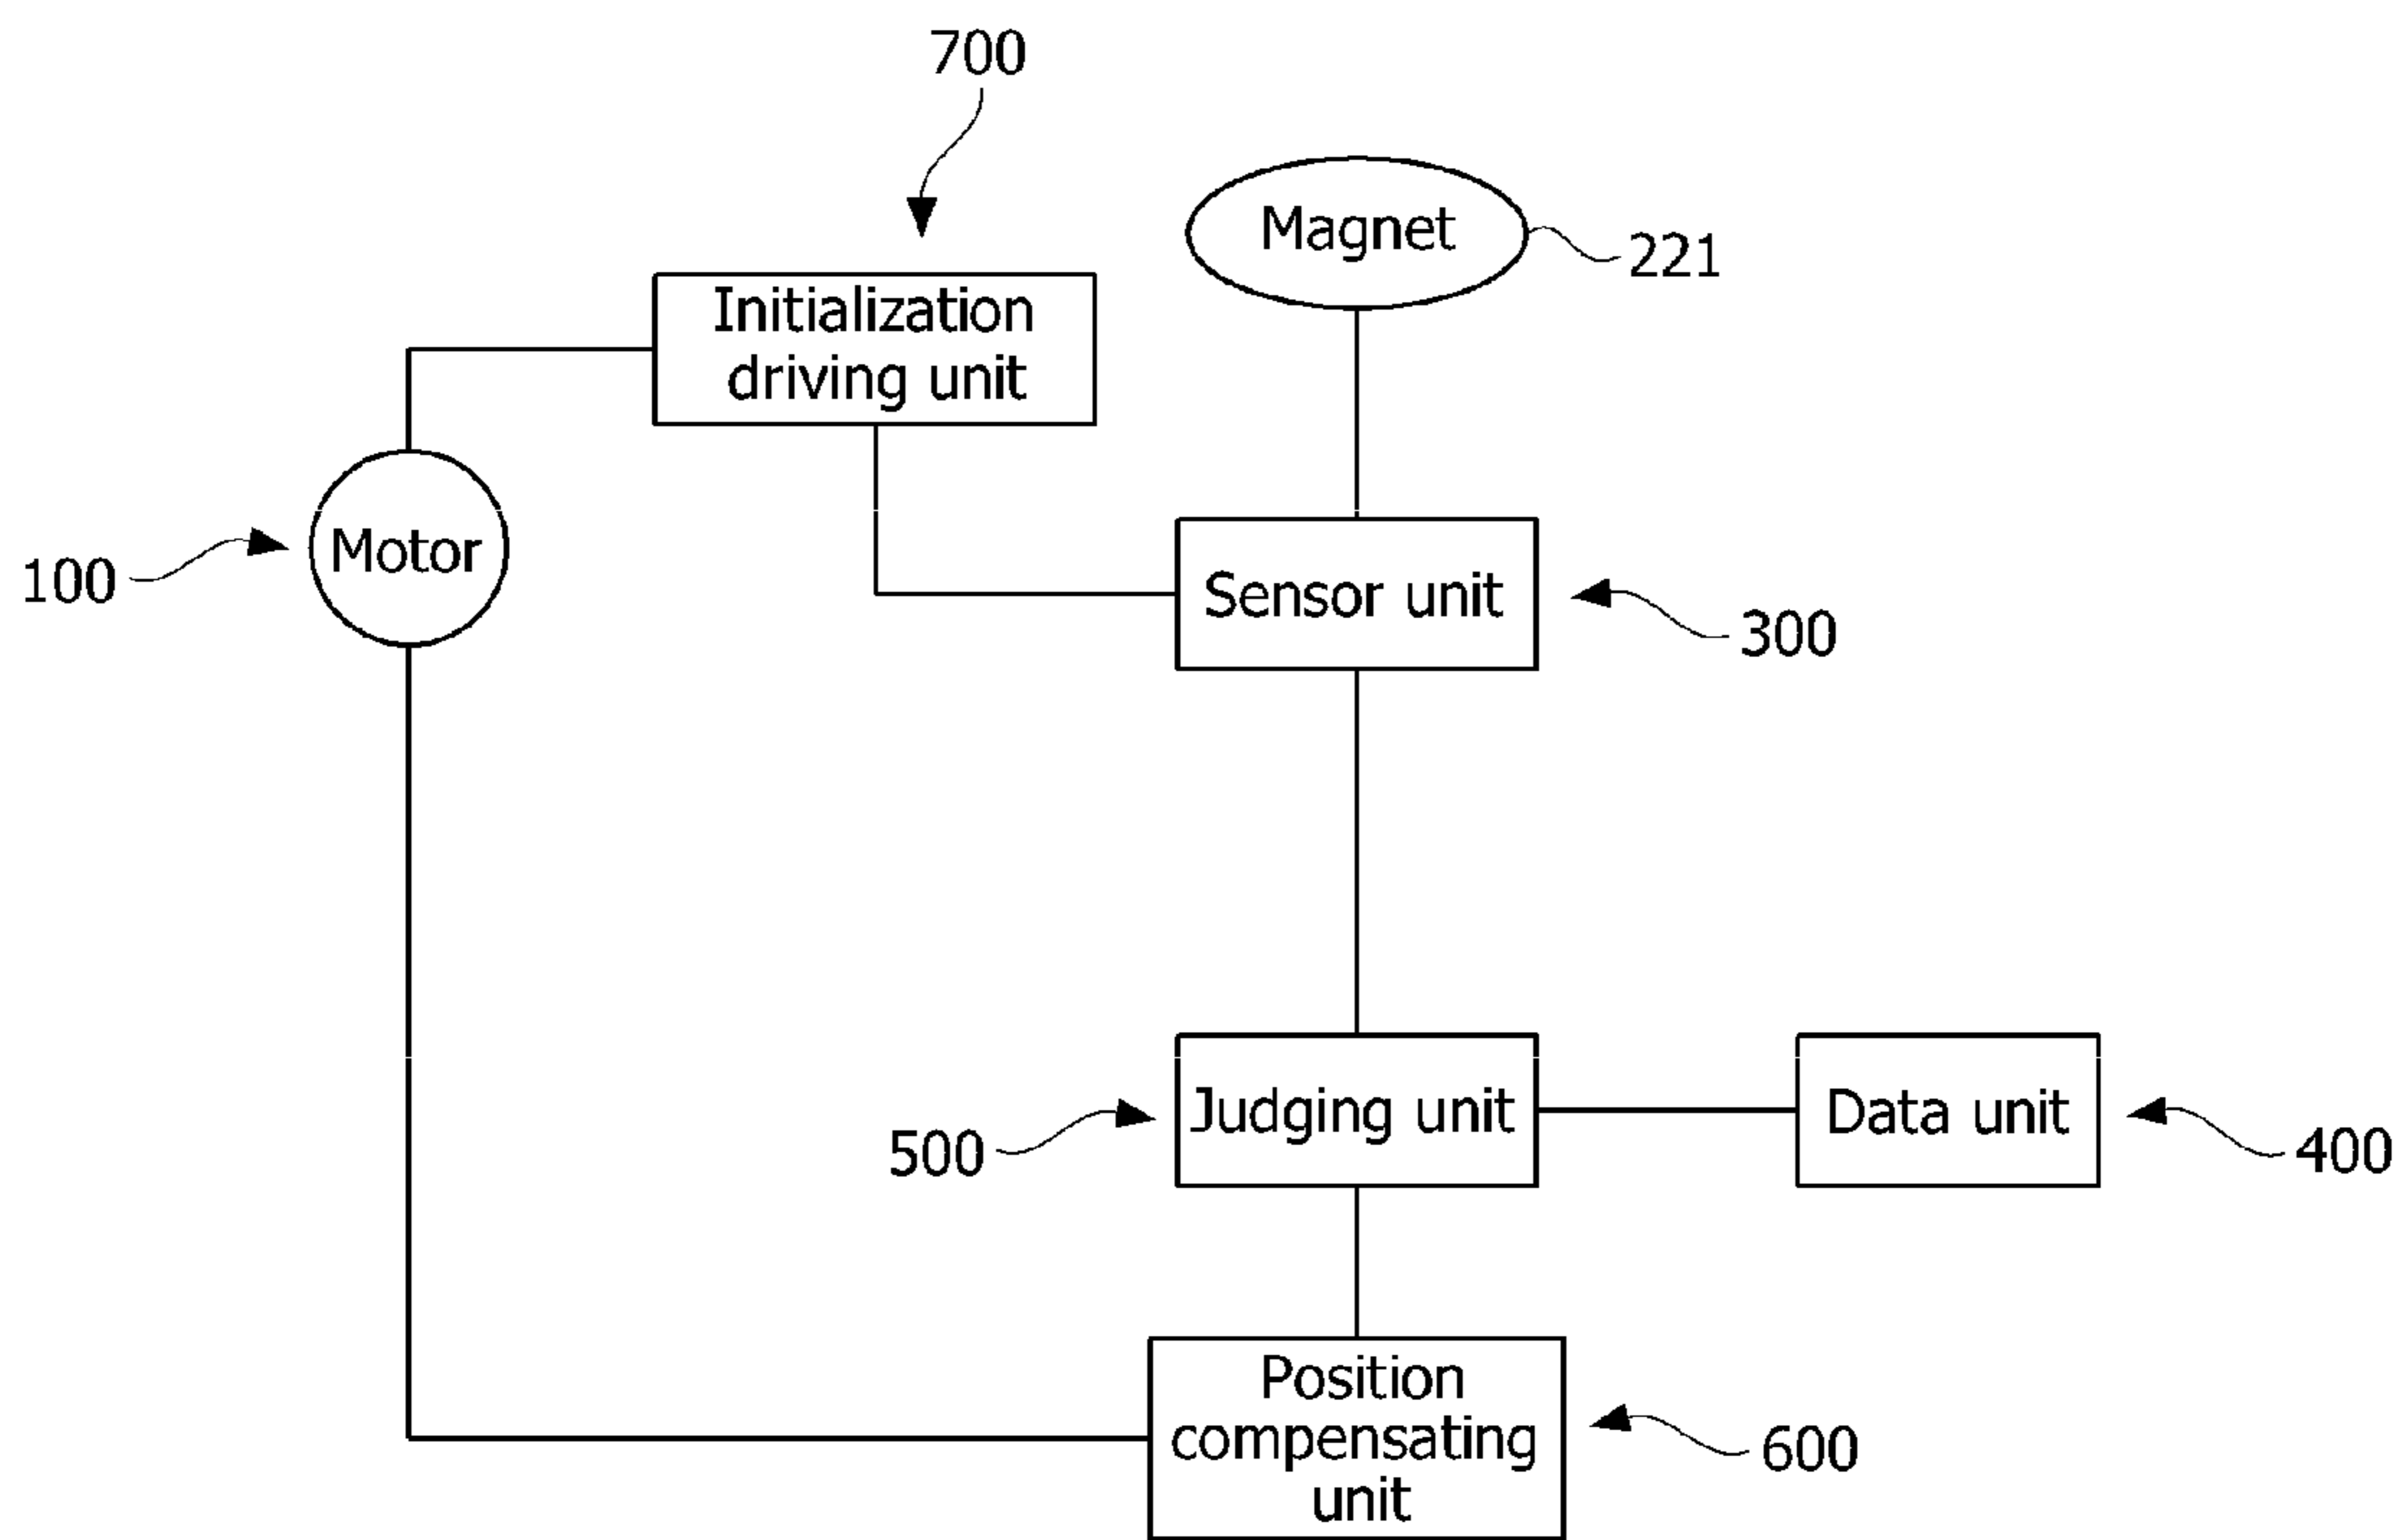 700
Magnet
221
Initialization
driving unit
Motor
100
Sensor unit
300
Judging unit
500
Data unit
400
Position
compensating
unit
600